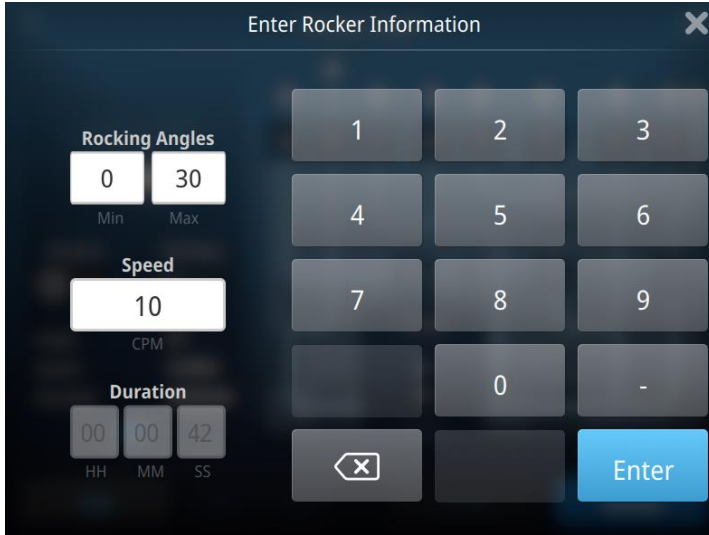 Enter Rocker Information
Rocking Angles
0 30
Min Max
Speed
10
CPM
Duration
00 00 42
HH MM SS
1 2 3
4 5 6
7 8 9
0 -
Enter